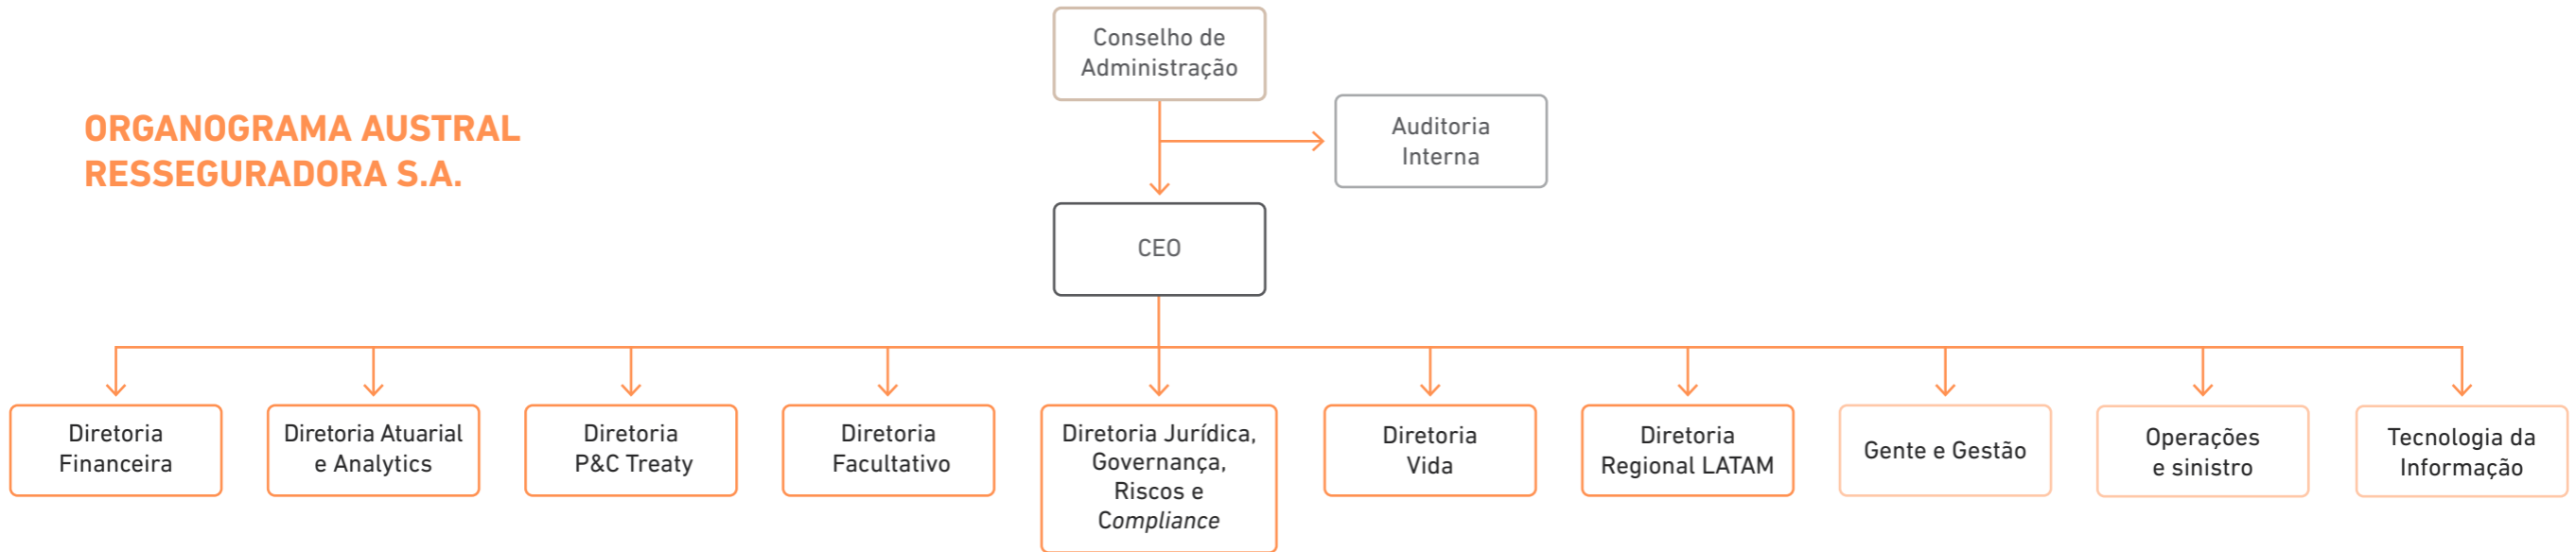 Conselho de
Administração
ORGANOGRAMA AUSTRAL
RESSEGURADORA S.A.
Auditoria
Interna
CEO
Diretoria
Financeira
Diretoria Atuarial
e Analytics
Diretoria
P&C Treaty
Diretoria
Facultativo
Diretoria Jurídica,
Governança,
Riscos e
Compliance
Diretoria
Vida
Diretoria
Regional LATAM
Gente e Gestão
Operações
e sinistro
Tecnologia da
Informação